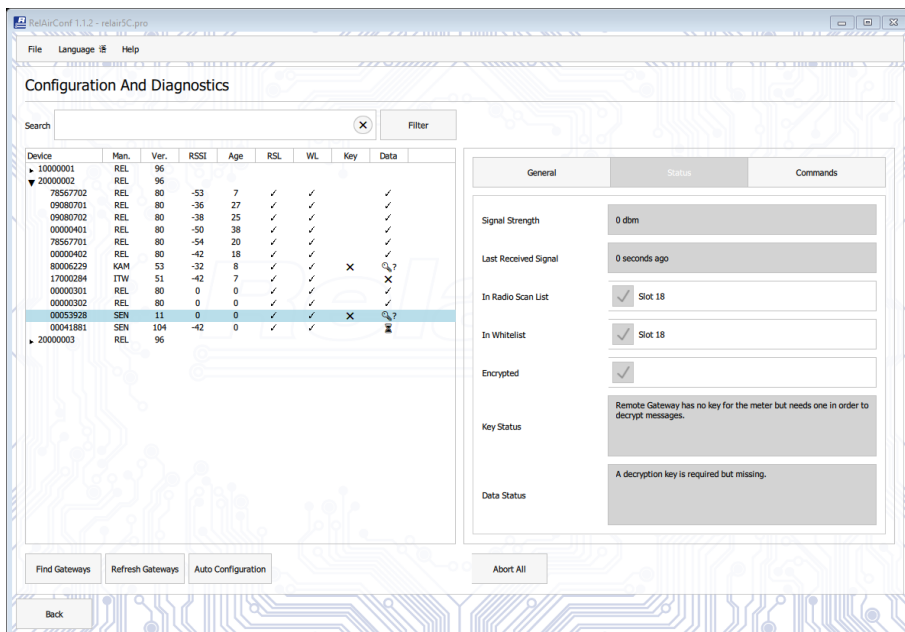 RelAirConf 1.1.2 - relair5C.pro
File Language 语 Help
Configuration And Diagnostics
Search Filter
Device Man. Ver. RSSI Age RSL WL Key Data
10000001 REL 96
20000002 REL 96
78567702 REL 80 -53 7 ✓ ✓ ✓
09080701 REL 80 -36 27 ✓ ✓ ✓
09080702 REL 80 -38 25 ✓ ✓ ✓
00000401 REL 80 -50 38 ✓ ✓ ✓
78567701 REL 80 -54 20 ✓ ✓ ✓
00000402 REL 80 -42 18 ✓ ✓ ✓
80006229 KAM 53 -32 8 ✓ ✓ ✕ ?
17000284 ITW 51 -42 7 ✓ ✓ ✕
00000301 REL 80 0 0 ✓ ✓ ✓
00000302 REL 80 0 0 ✓ ✓ ✓
00053928 SEN 11 0 0 ✓ ✓ ✕ ?
00041881 SEN 104 -42 0 ✓ ✓
20000003 REL 96
General Status Commands
Signal Strength 0 dbm
Last Received Signal 0 seconds ago
In Radio Scan List Slot 18
In Whitelist Slot 18
Encrypted
Key Status
Remote Gateway has no key for the meter but needs one in order to
decrypt messages.
Data Status
A decryption key is required but missing.
Find Gateways Refresh Gateways Auto Configuration Abort All
Back